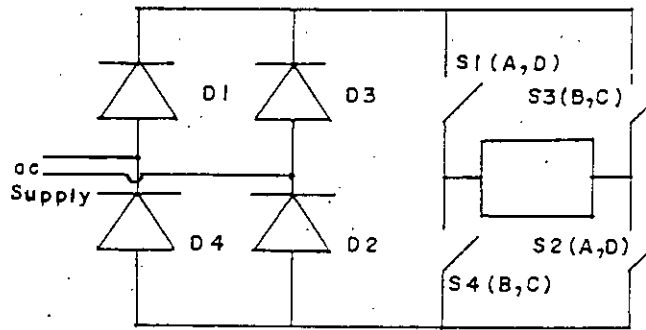 S1(A,D)
D1
D3
S3(B,C)
ac
Supply
D4
D2
S2(A,D)
S4(B,C)